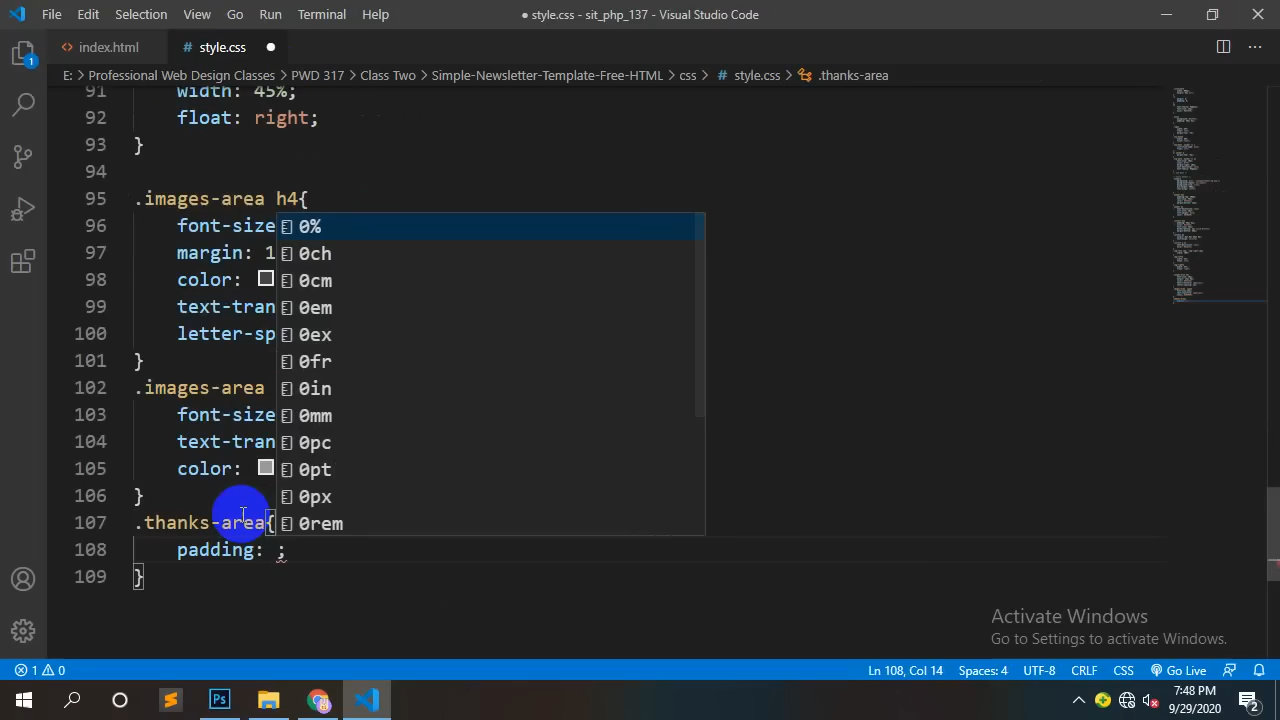 File Edit Selection View Go Run Terminal Help
● style.css - sit_php_137 - Visual Studio Code
index.html
# style.css
E: > Professional Web Design Classes > PWD 317 > Class Two > Simple-Newsletter-Template-Free-HTML > css > # style.css > .thanks-area
91 width: 45%;
92 float: right;
93 }
94
95 .images-area h4{
96 font-size
97 margin: 1
98 color:
99 text-tran
100 letter-sp
101 }
102 .images-area
103 font-size
104 text-tran
105 color:
106 }
107 .thanks-area{
108 padding: ;
109 }
0%
0ch
0cm
0em
0ex
0fr
0in
0mm
0pc
0pt
0px
0rem
1
Activate Windows
Go to Settings to activate Windows.
1 0
Ln 108, Col 14 Spaces: 4 UTF-8 CRLF CSS Go Live
Ps
7:48 PM
9/29/2020
2